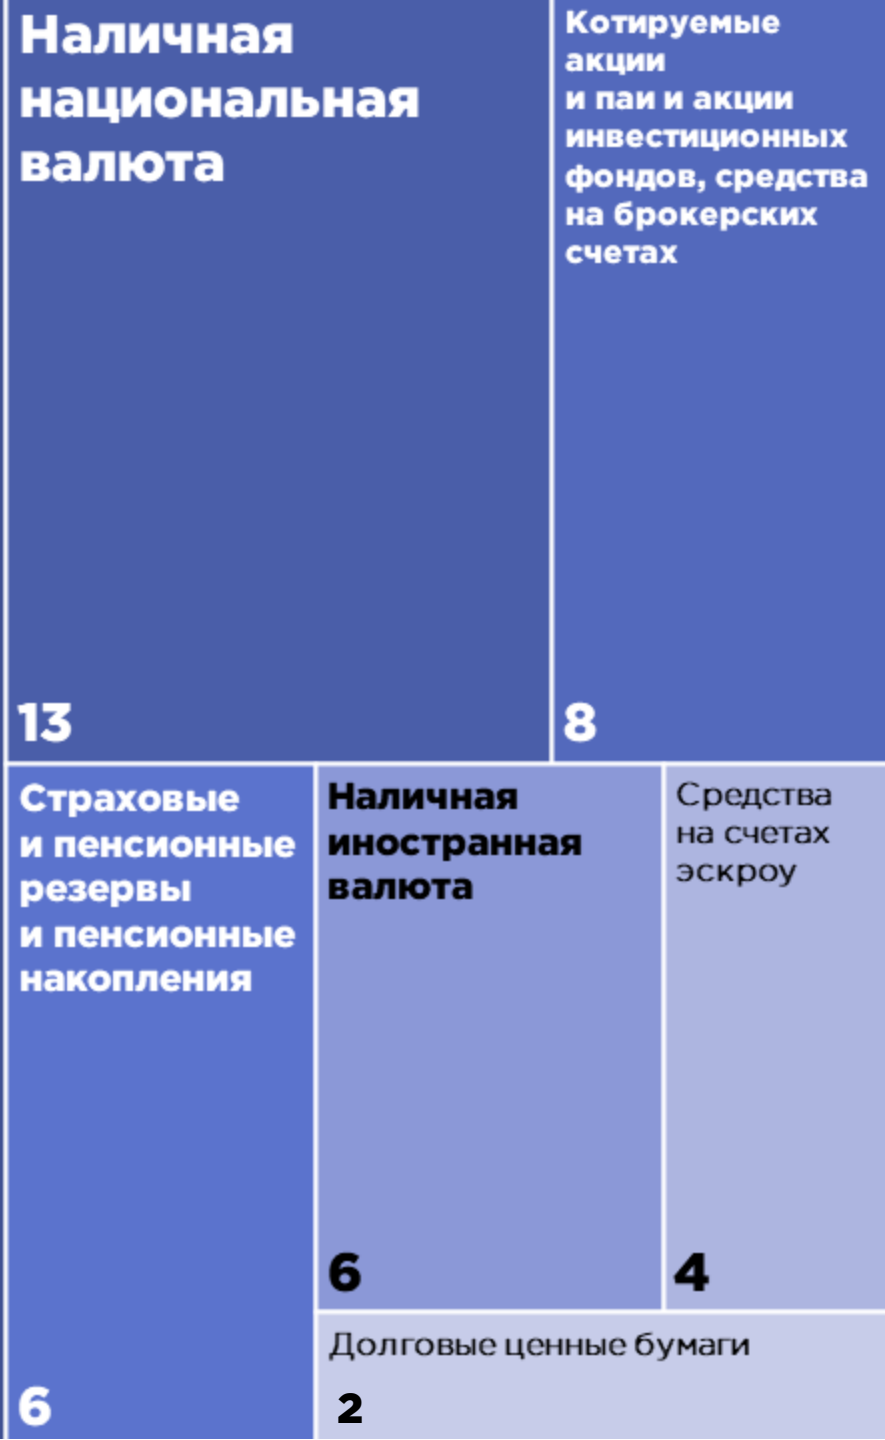 Наличная
национальная
валюта
13
Котируемые
акции
и паи и акции
инвестиционных
фондов, средства
на брокерских
счетах
8
Страховые
и пенсионные
резервы
и пенсионные
накопления
6
Наличная
иностранная
валюта
6
Средства
на счетах
эскроу
4
Долговые ценные бумаги
2